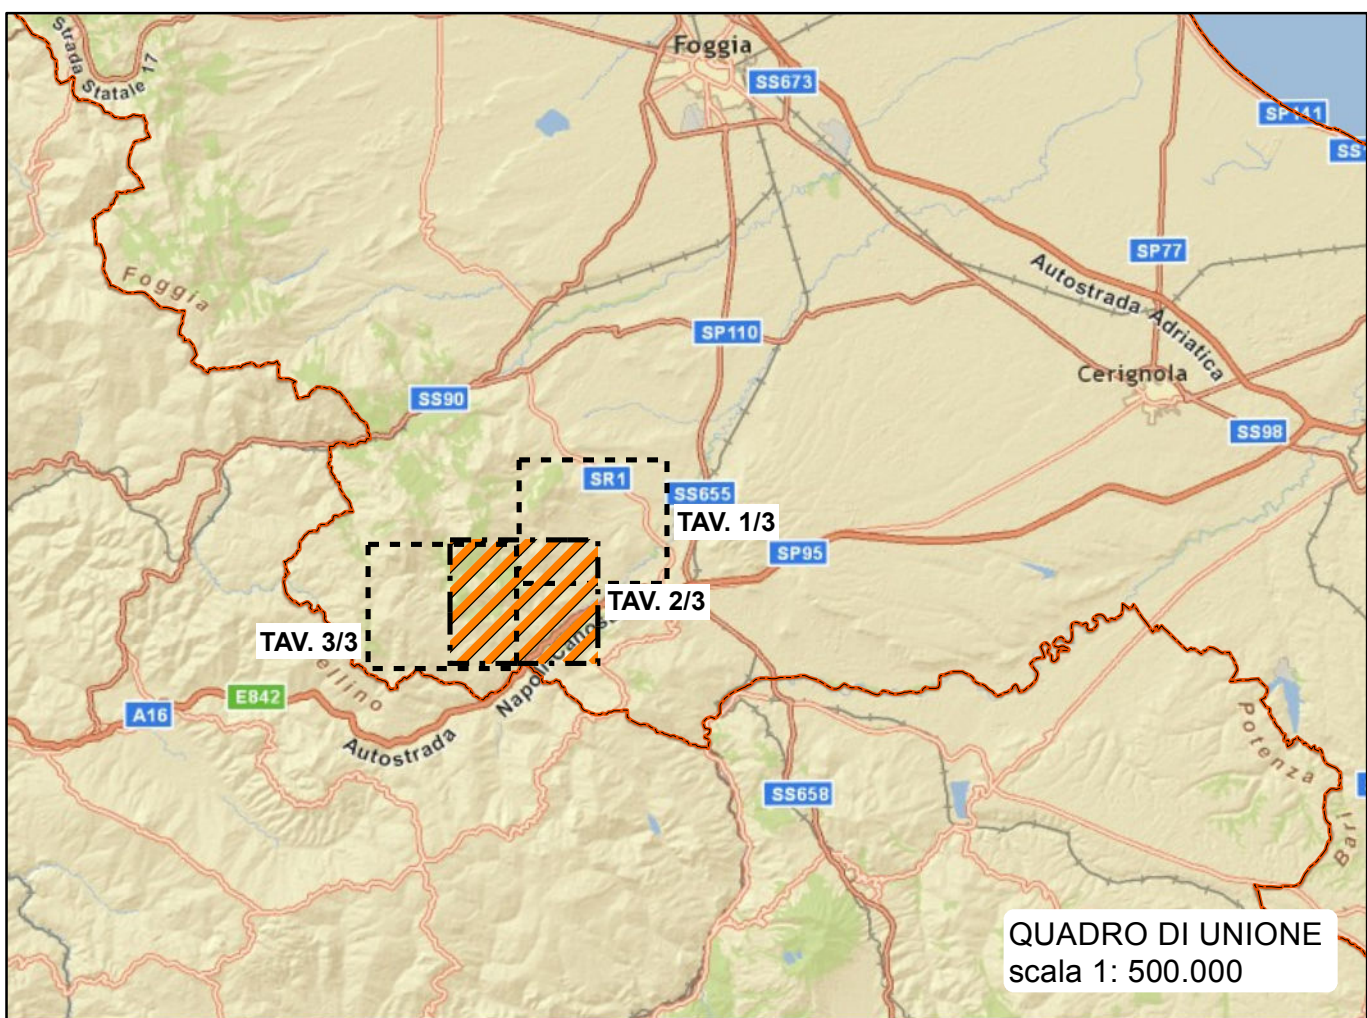 Strada Statale 17
Foggia
SS673
SP141
SS1
SP77
Foggia
Autostrada Adriatica
SP110
Cerignola
SS90
SS98
SR1
SS655
TAV. 1/3
SP95
TAV. 2/3
TAV. 3/3
ellino
Napoli
E842
A16
Autostrada
Potenza
SS658
Bari
QUADRO DI UNIONE
scala 1: 500.000